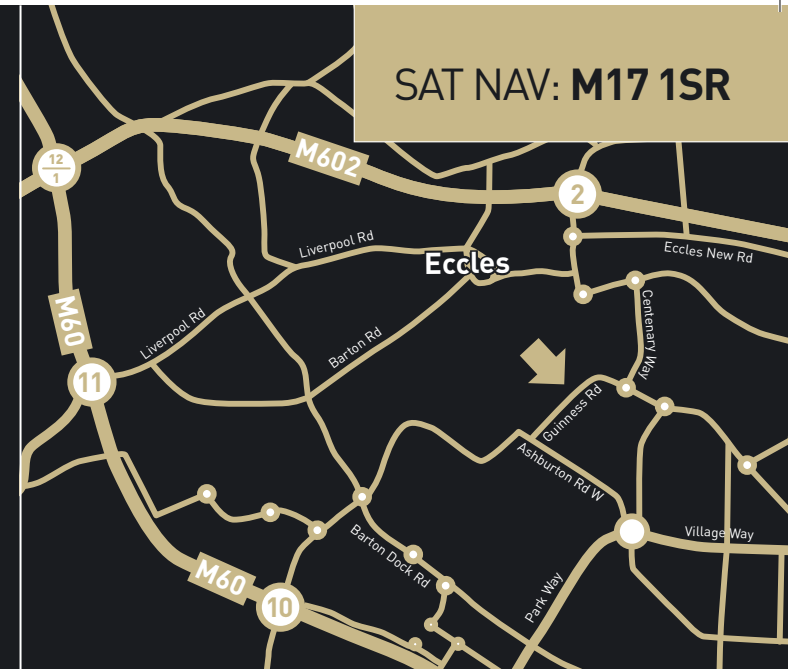 SAT NAV: M17 1SR
12
1
M602
2
Liverpool Rd
Eccles New Rd
Eccles
M60
Centenary Way
Liverpool Rd
Barton Rd
11
Guinness Rd
Ashburton Rd W
Village Way
Barton Dock Rd
M60
Park Way
10